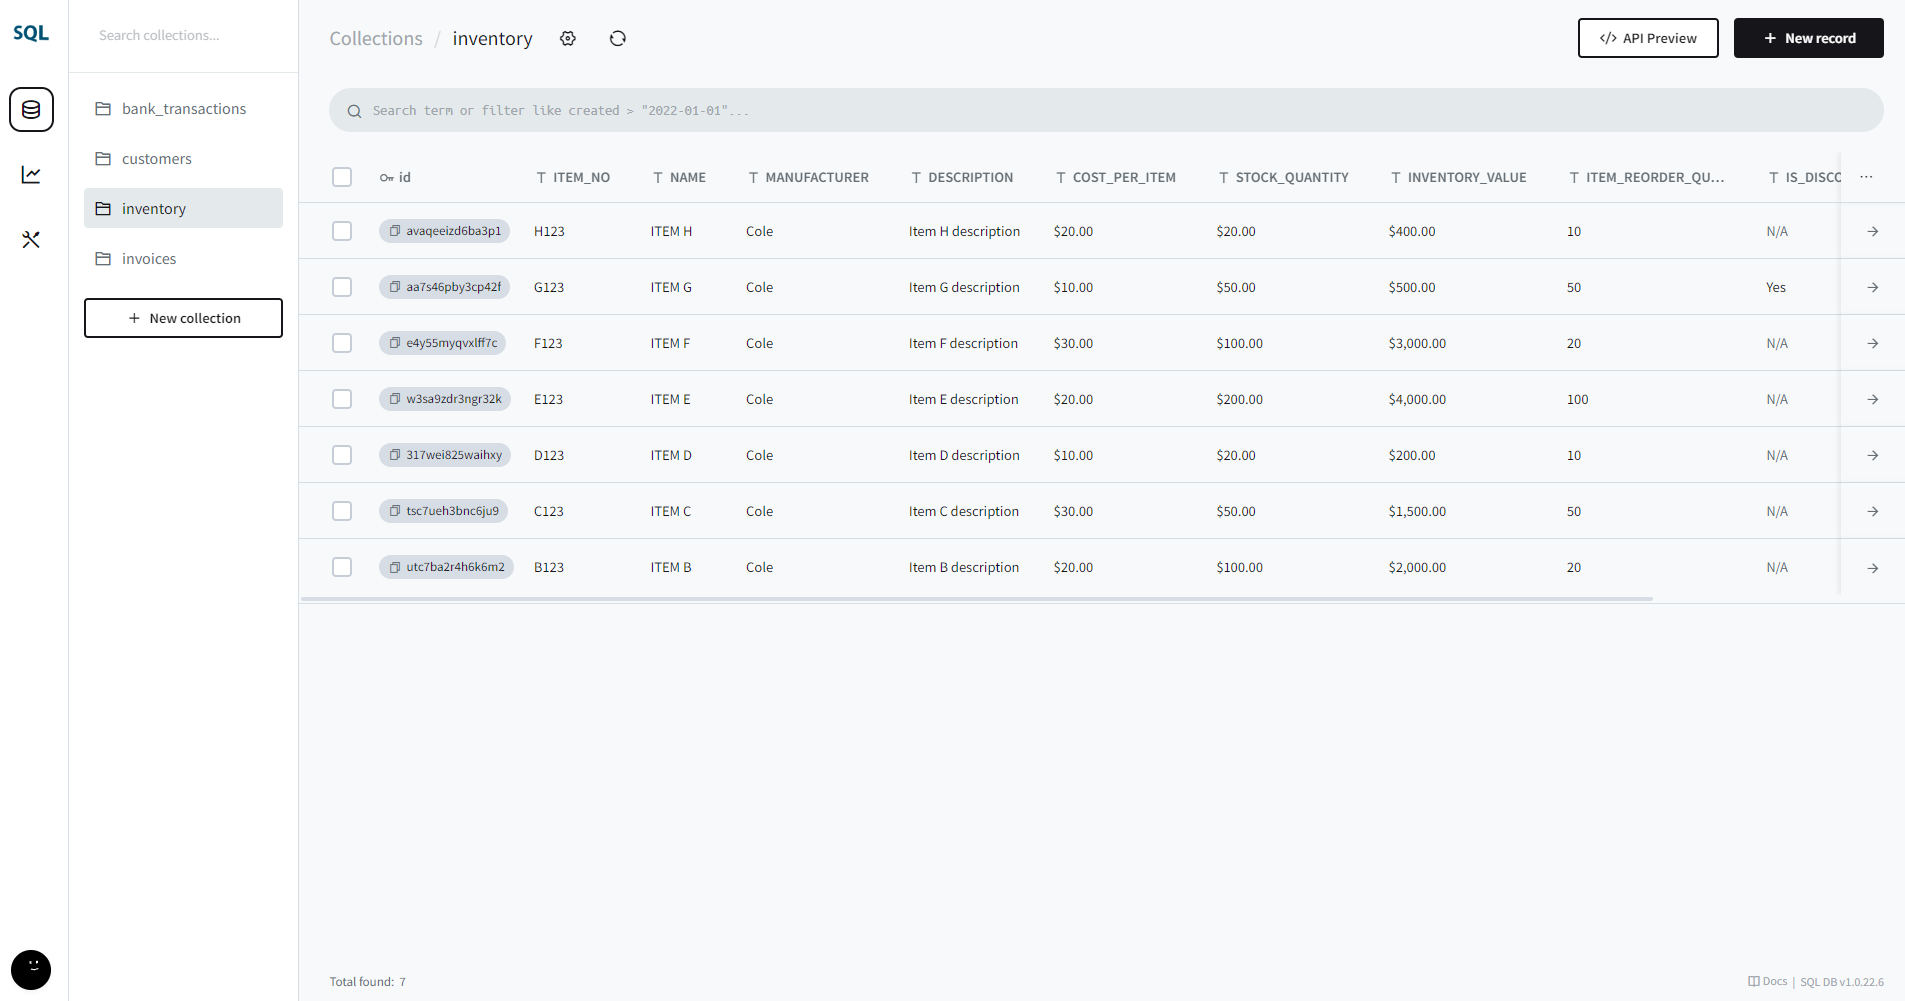 SQL
Search collections...
bank_transactions
customers
inventory
invoices
+ New collection
Collections / inventory
</> API Preview
+ New record
Search term or filter like created > "2022-01-01"...
id ITEM_NO NAME MANUFACTURER DESCRIPTION COST_PER_ITEM STOCK_QUANTITY INVENTORY_VALUE ITEM_REORDER_QU... IS_DISCO ...
avaqeeizd6ba3p1 H123 ITEM H Cole Item H description $20.00 $20.00 $400.00 10 N/A
aa7s46pby3cp42f G123 ITEM G Cole Item G description $10.00 $50.00 $500.00 50 Yes
e4y55myqvxlff7c F123 ITEM F Cole Item F description $30.00 $100.00 $3,000.00 20 N/A
w3sa9zdr3ngr32k E123 ITEM E Cole Item E description $20.00 $200.00 $4,000.00 100 N/A
317wei825waihxy D123 ITEM D Cole Item D description $10.00 $20.00 $200.00 10 N/A
tsc7ueh3bnc6ju9 C123 ITEM C Cole Item C description $30.00 $50.00 $1,500.00 50 N/A
utc7ba2r4h6k6m2 B123 ITEM B Cole Item B description $20.00 $100.00 $2,000.00 20 N/A
Total found: 7
Docs | SQL DB v1.0.22.6